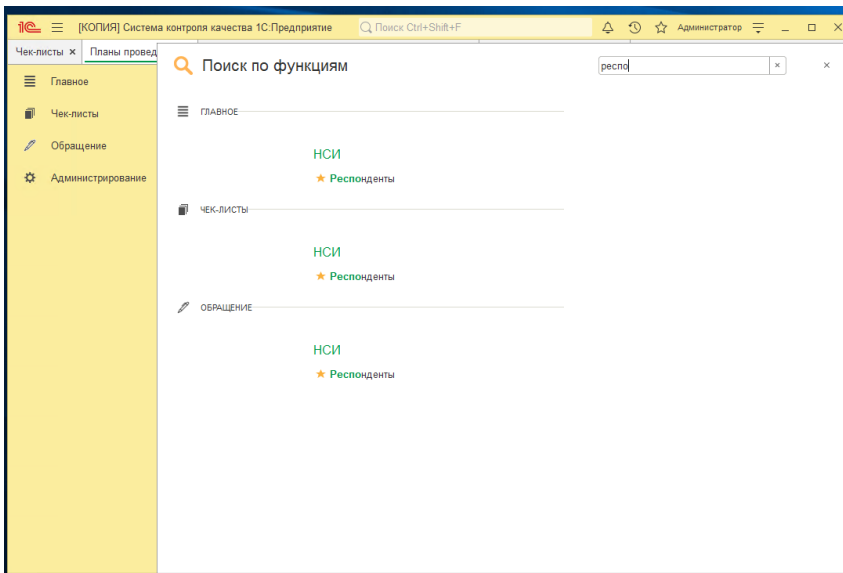 1С [КОПИЯ] Система контроля качества 1С:Предприятие Поиск Ctrl+Shift+F Администратор
Чек-листы × Планы провед
Поиск по функциям респо × ×
Главное
Чек-листы
Обращение
Администрирование
ГЛАВНОЕ
НСИ
Респонденты
ЧЕК-ЛИСТЫ
НСИ
Респонденты
ОБРАЩЕНИЕ
НСИ
Респонденты